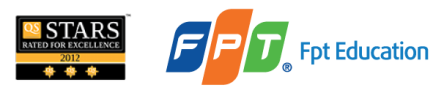 QS STARS
RATED FOR EXCELLENCE
2012
FPT® Fpt Education